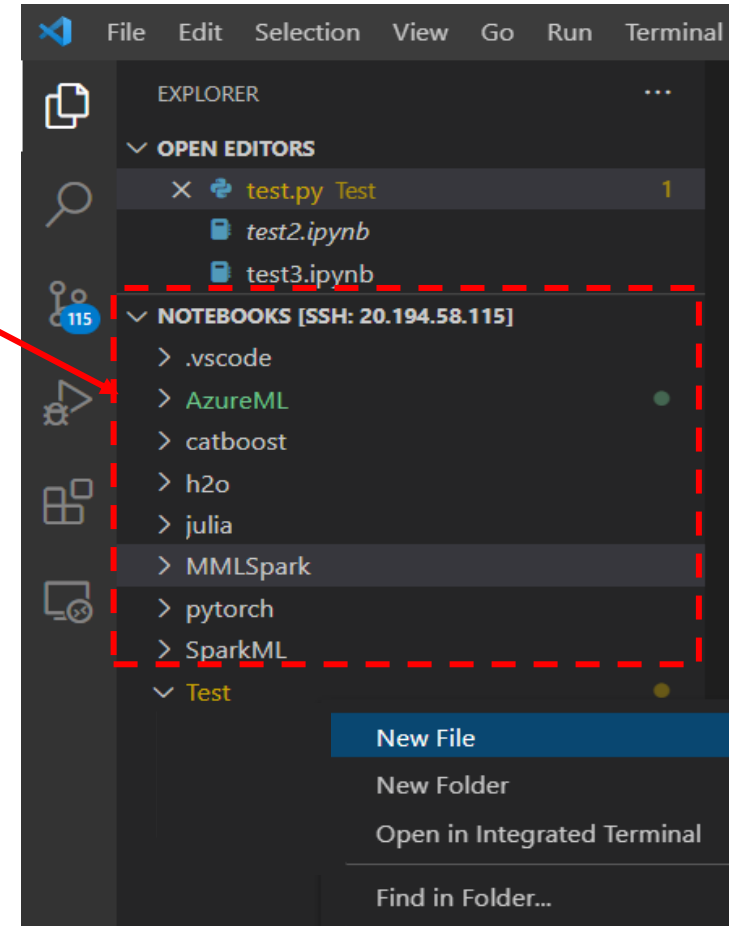 File Edit Selection View Go Run Terminal
EXPLORER ...
OPEN EDITORS
test.py Test 1
test2.ipynb
test3.ipynb
115
NOTEBOOKS [SSH: 20.194.58.115]
.vscode
AzureML
catboost
h2o
julia
MMLSpark
pytorch
SparkML
Test
New File
New Folder
Open in Integrated Terminal
Find in Folder...